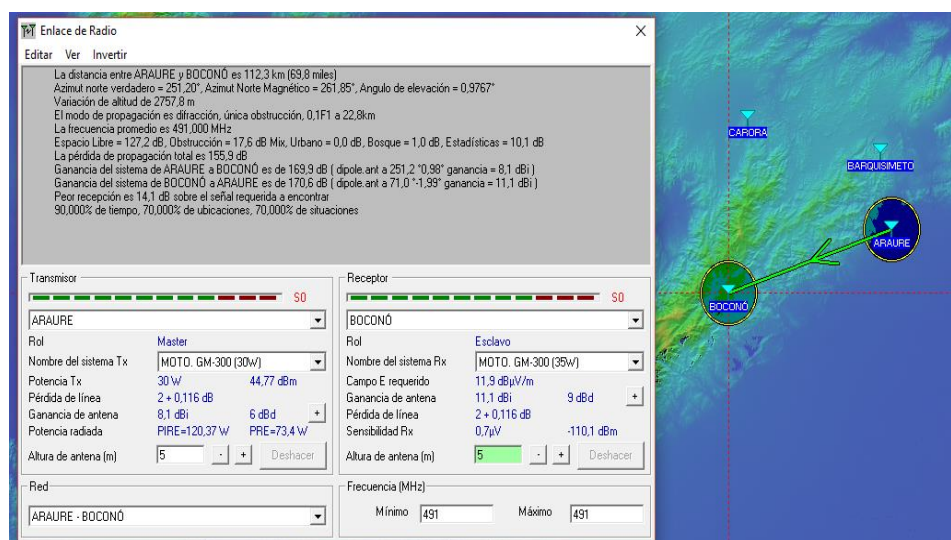 Enlace de Radio
Editar Ver Invertir
La distancia entre ARAURE y BOCONÓ es 112,3 km (69,8 miles)
Azimut norte verdadero = 251,20°, Azimut Norte Magnético = 261,85°, Angulo de elevación = 0,9767°
Variación de altitud de 2757,8 m
El modo de propagación es difracción, única obstrucción, 0,1F1 a 22,8km
La frecuencia promedio es 491,000 MHz
Espacio Libre = 127,2 dB, Obstrucción = 17,6 dB Mix, Urbano = 0,0 dB, Bosque = 1,0 dB, Estadísticas = 10,1 dB
La pérdida de propagación total es 155,9 dB
Ganancia del sistema de ARAURE a BOCONÓ es de 169,9 dB ( dipole.ant a 251,2 °0,98° ganancia = 8,1 dBi )
Ganancia del sistema de BOCONÓ a ARAURE es de 170,6 dB ( dipole.ant a 71,0 °-1,99° ganancia = 11,1 dBi )
Peor recepción es 14,1 dB sobre el señal requerida a encontrar
90,000% de tiempo, 70,000% de ubicaciones, 70,000% de situaciones
Transmisor
S0
ARAURE
Rol Master
Nombre del sistema Tx MOTO. GM-300 (30W)
Potencia Tx 30 W 44,77 dBm
Pérdida de línea 2 + 0,116 dB
Ganancia de antena 8,1 dBi 6 dBd +
Potencia radiada PIRE=120,37 W PRE=73,4 W
Altura de antena (m) 5 - + Deshacer
Receptor
S0
BOCONÓ
Rol Esclavo
Nombre del sistema Rx MOTO. GM-300 (35W)
Campo E requerido 11,9 dBµV/m
Ganancia de antena 11,1 dBi 9 dBd +
Pérdida de línea 2 + 0,116 dB
Sensibilidad Rx 0,7µV -110,1 dBm
Altura de antena (m) 5 - + Deshacer
Red
ARAURE - BOCONÓ
Frecuencia (MHz)
Mínimo 491 Máximo 491
CARORA
BARQUISIMETO
ARAURE
BOCONÓ